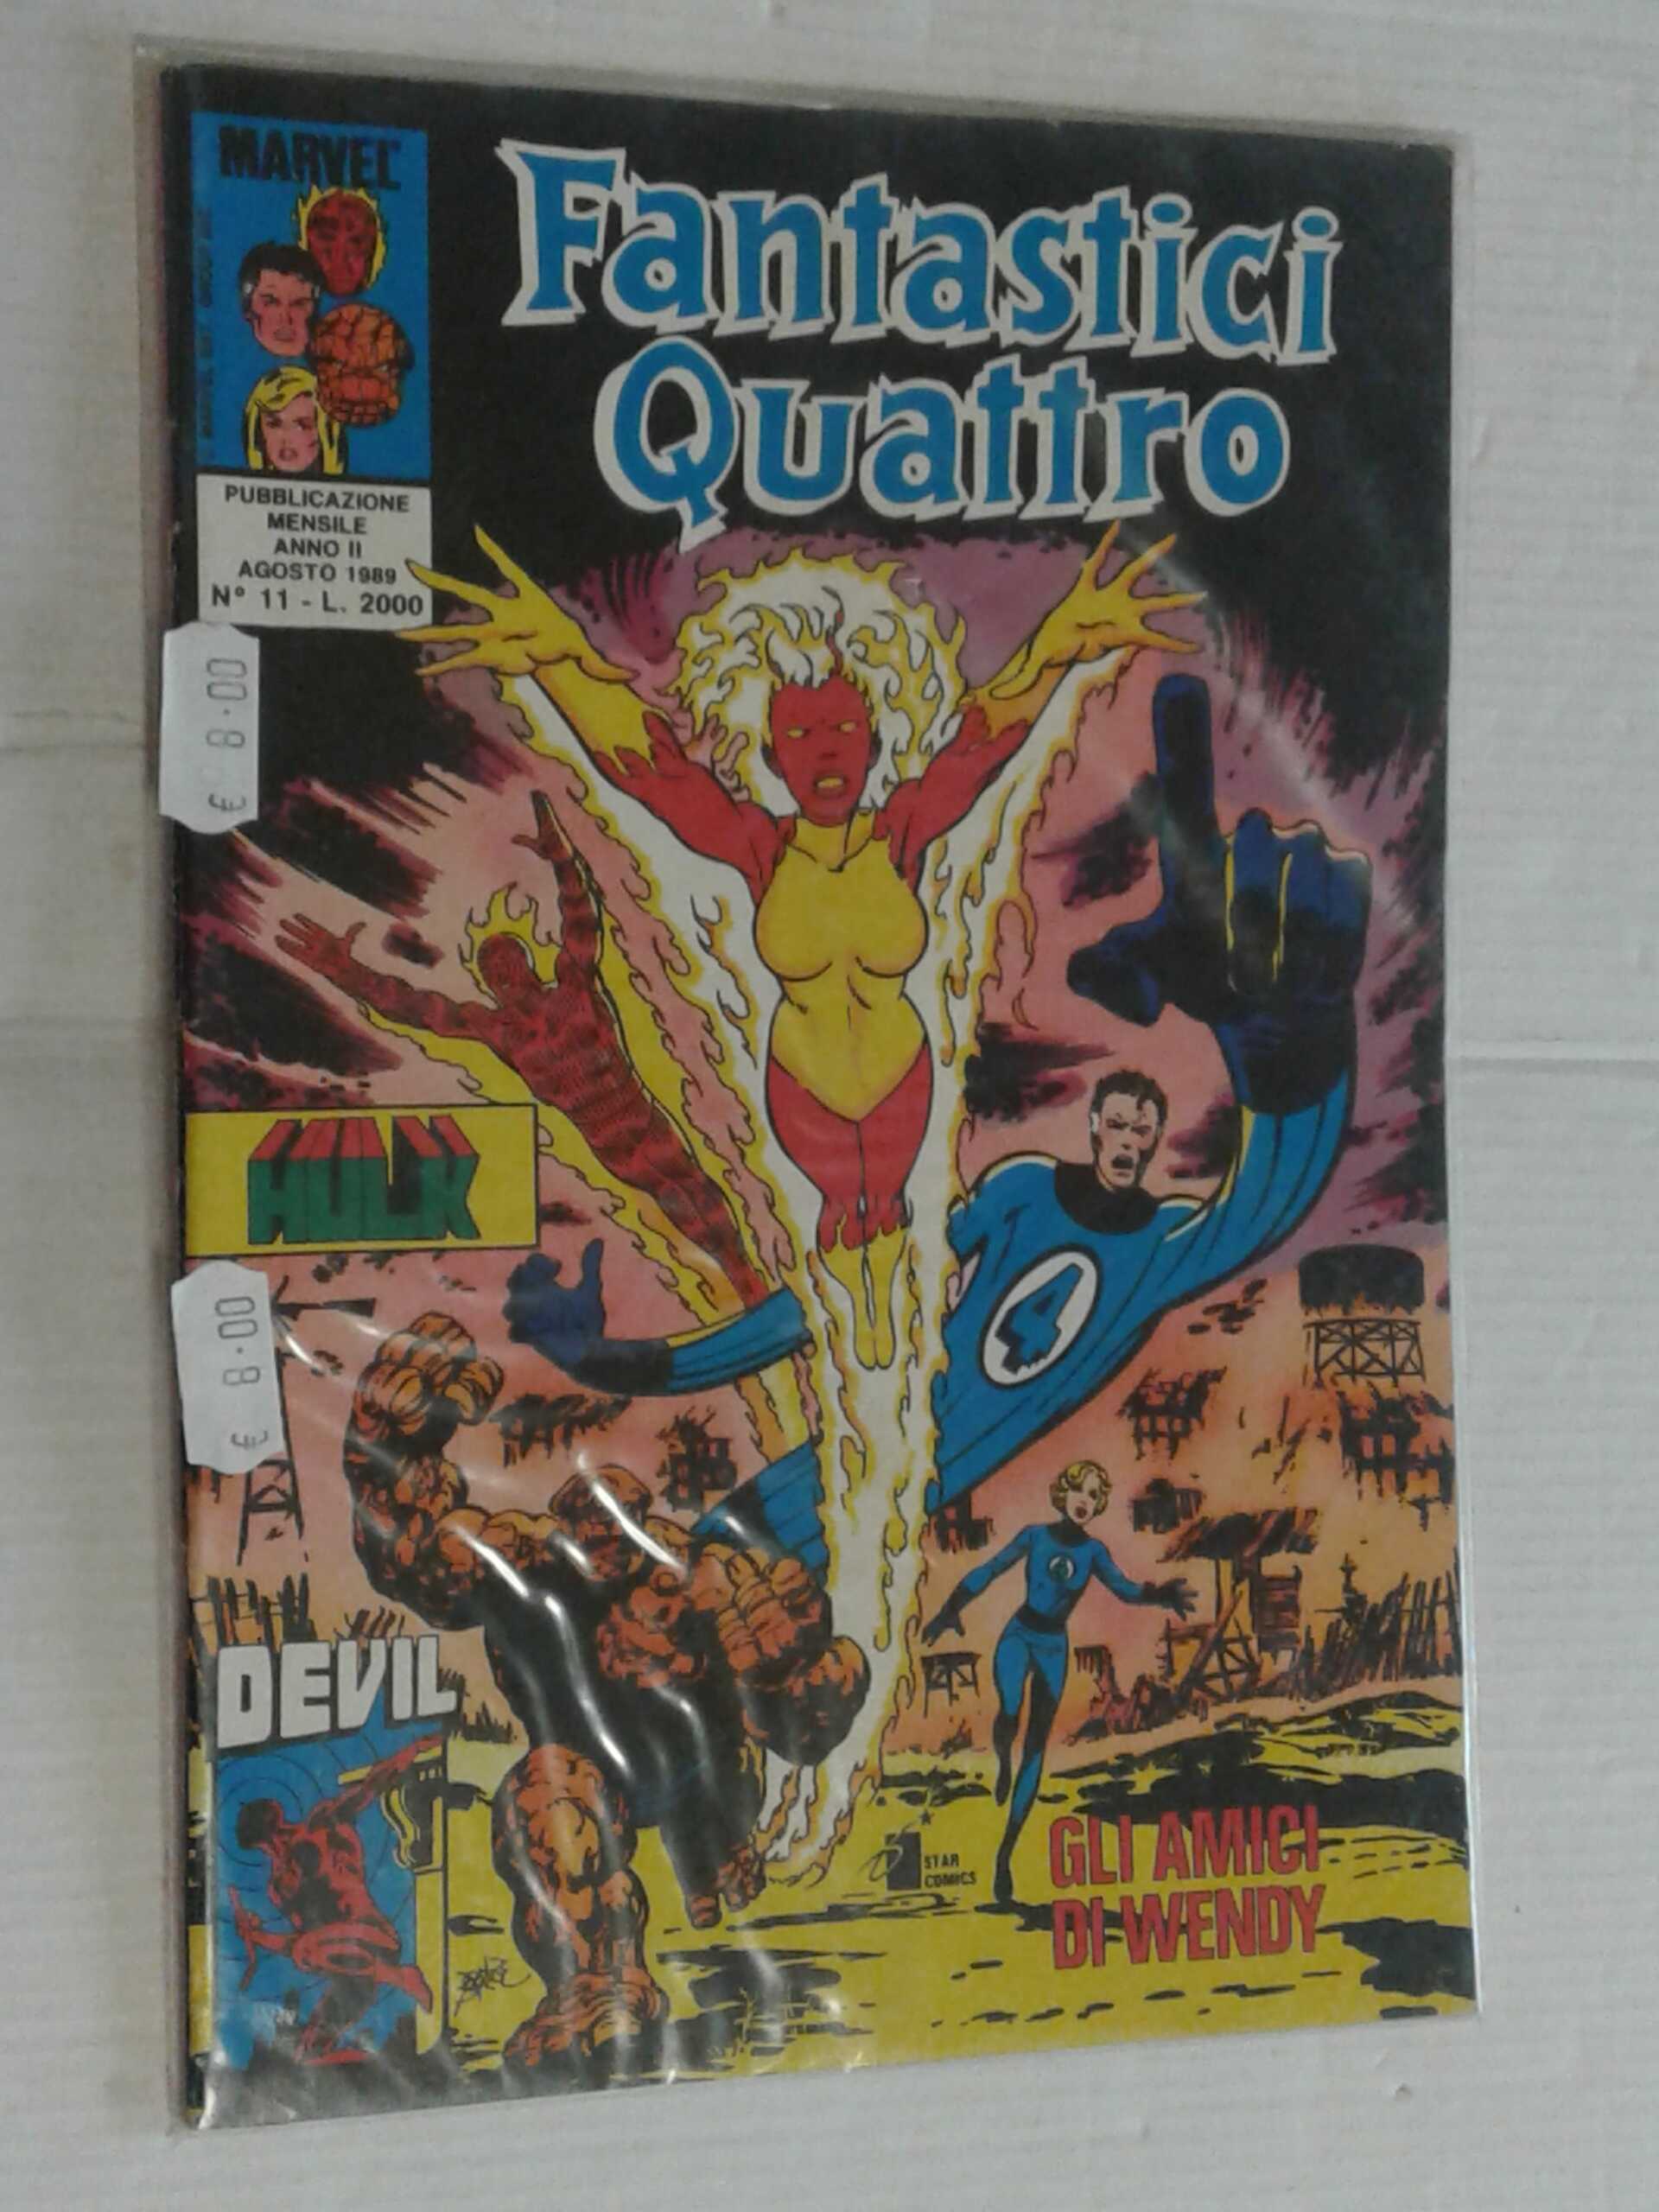 MARVEL
Fantastici
Quattro
PUBBLICAZIONE
MENSILE
ANNO II
AGOSTO 1989
N° 11 - L. 2000
€ 8.00
HULK
4
€ 8.00
DEVIL
STAR
COMICS
GLI AMICI
DI WENDY